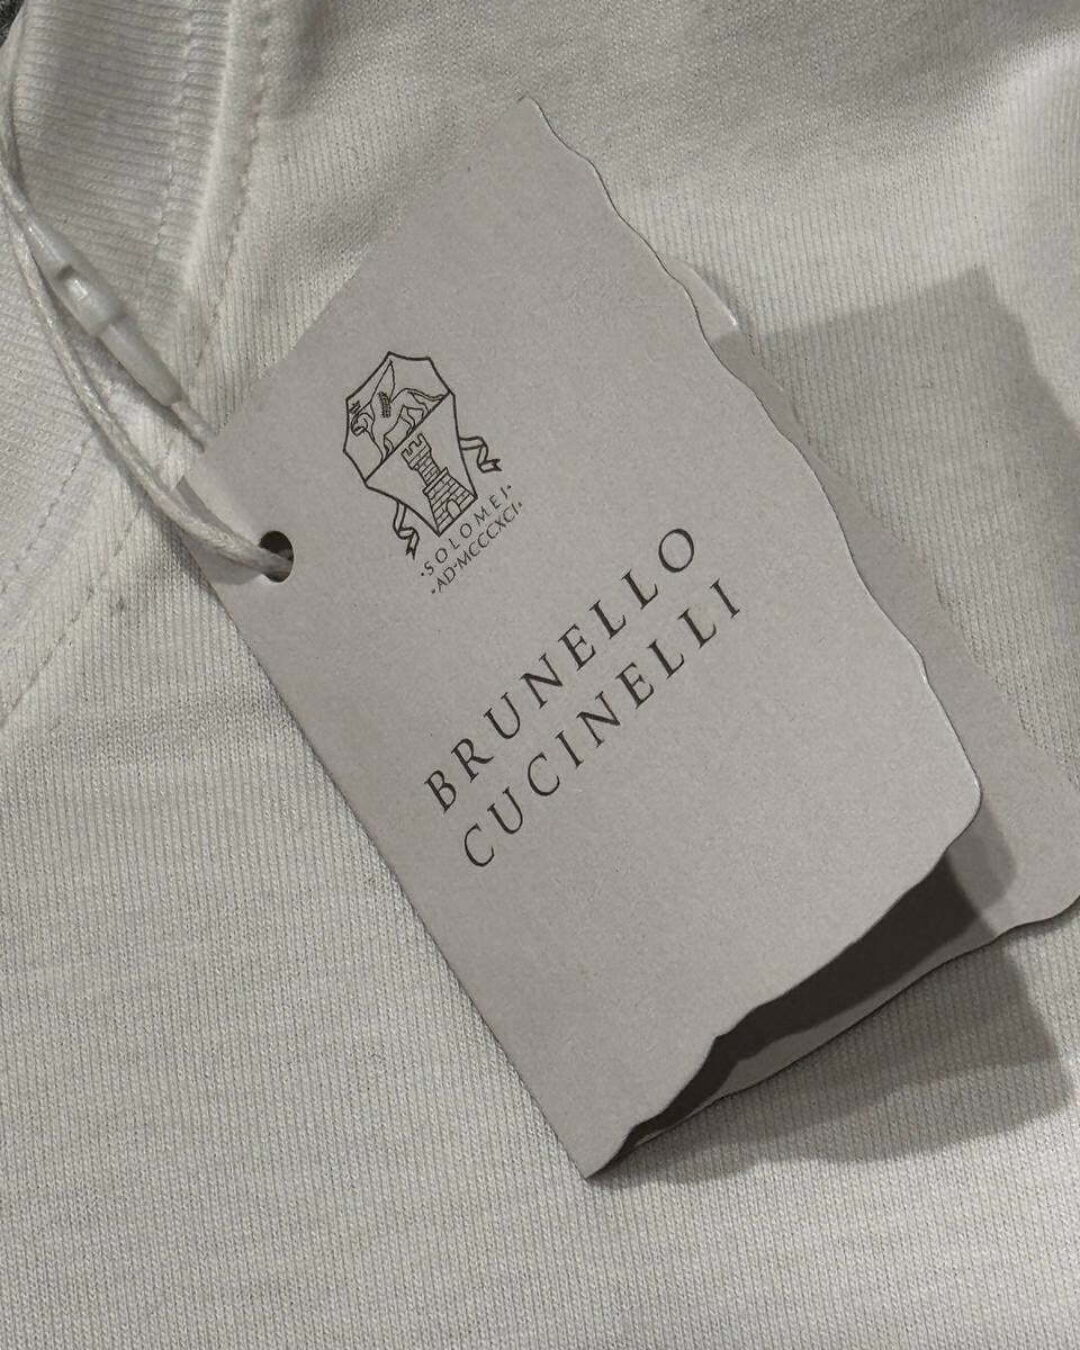 ·SOLOMEI·
·AD·MCCCXCI·
BRUNELLO
CUCINELLI